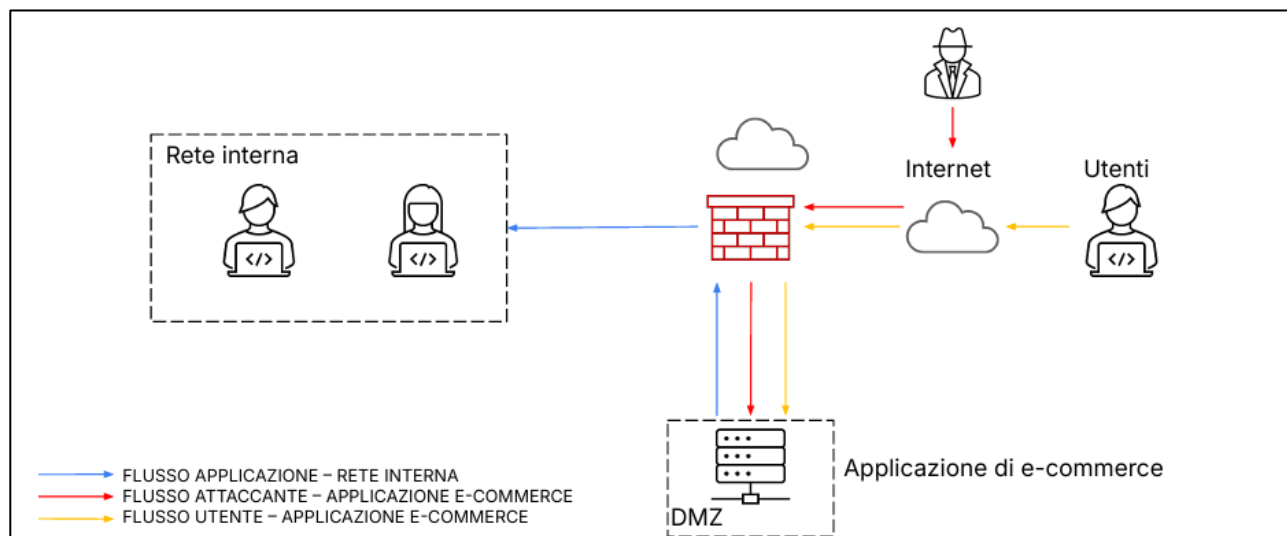 Rete interna
Internet
Utenti
Applicazione di e-commerce
DMZ
FLUSSO APPLICAZIONE – RETE INTERNA
FLUSSO ATTACCANTE – APPLICAZIONE E-COMMERCE
FLUSSO UTENTE – APPLICAZIONE E-COMMERCE